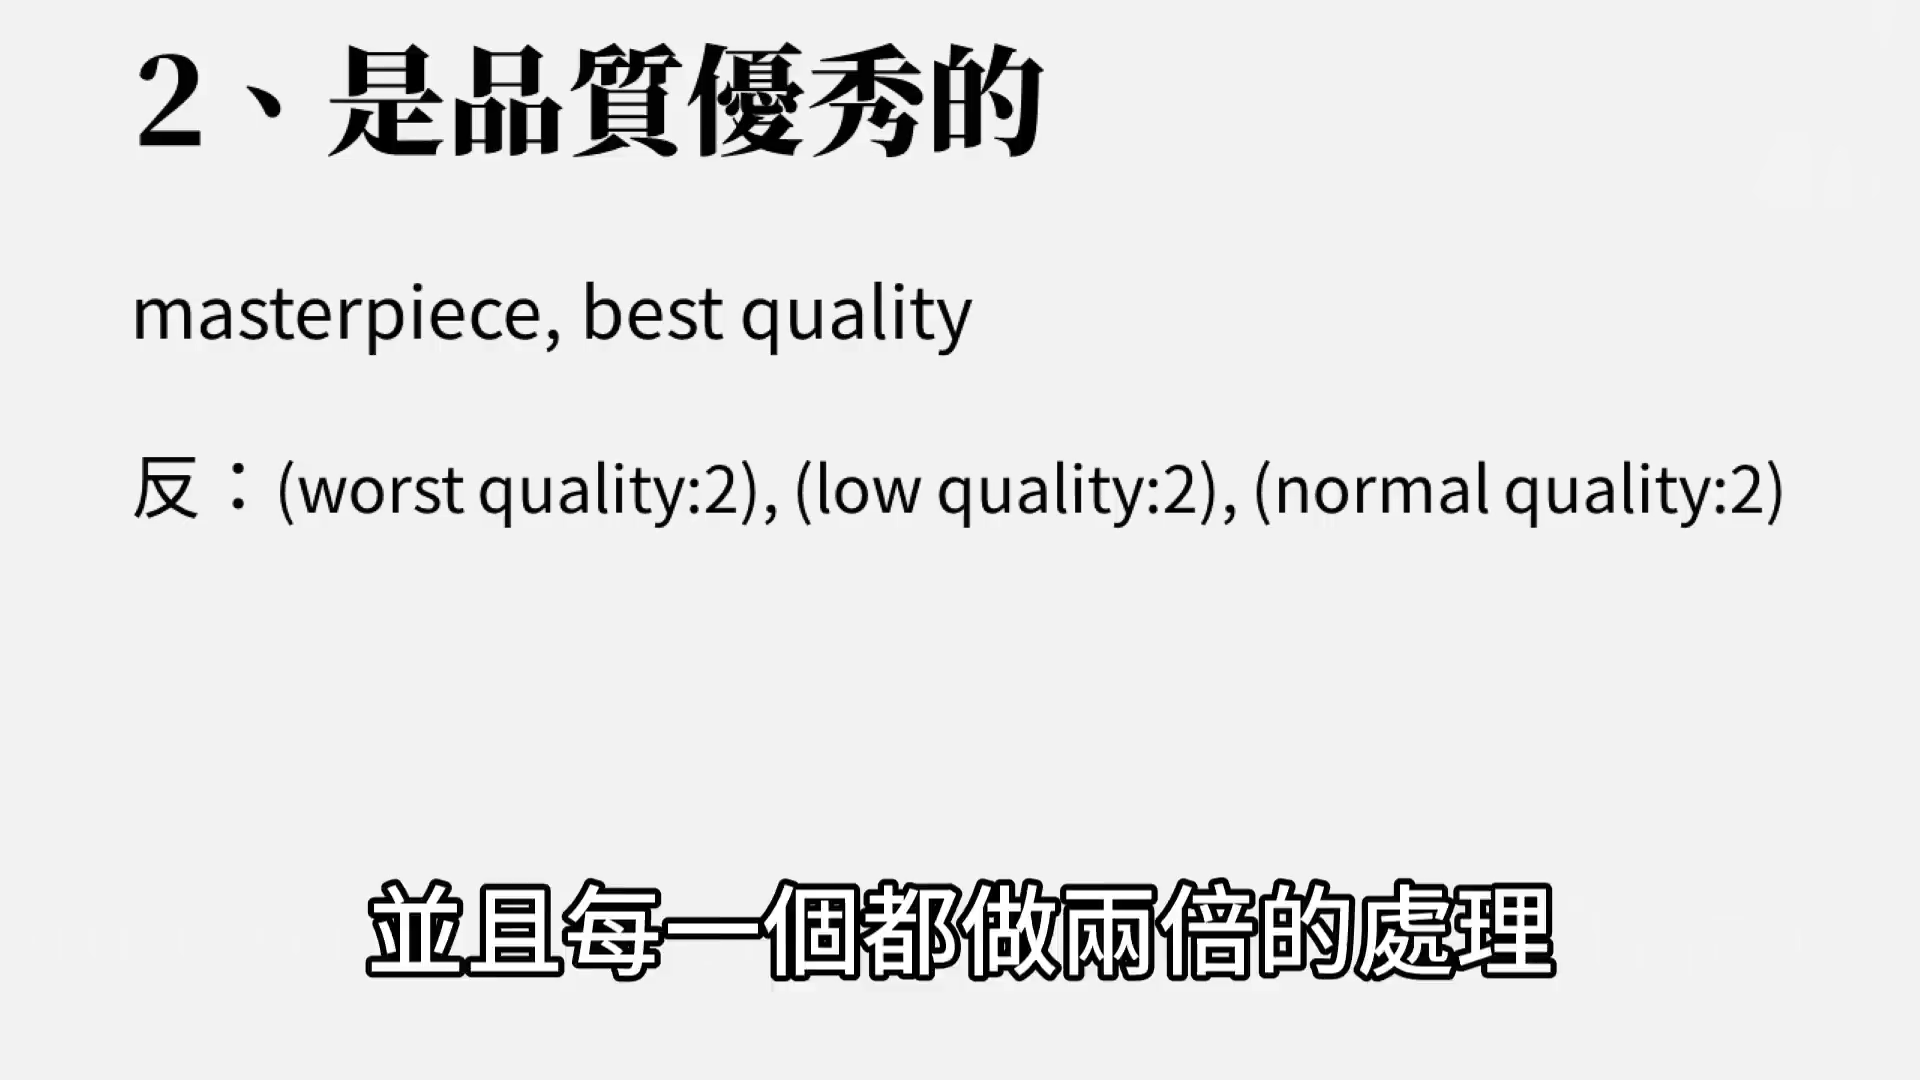 2、是品質優秀的
masterpiece, best quality
反：(worst quality:2), (low quality:2), (normal quality:2)
並且每一個都做兩倍的處理